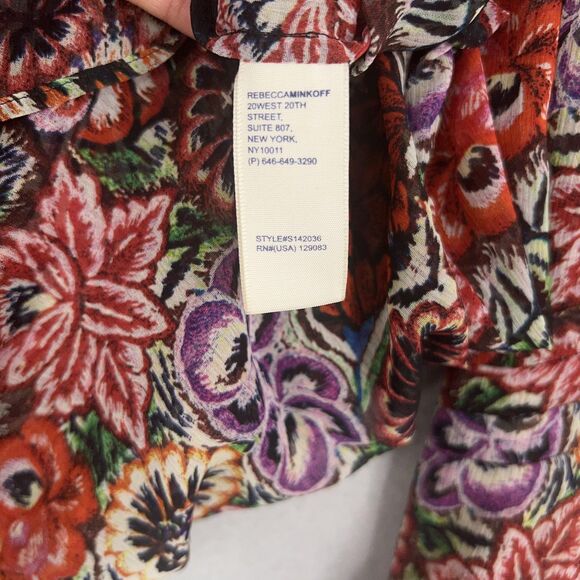 REBECCAMINKOFF
20WEST 20TH
STREET,
SUITE 807,
NEW YORK,
NY10011
(P) 646-649-3290
STYLE#S142036
RN#(USA) 129083